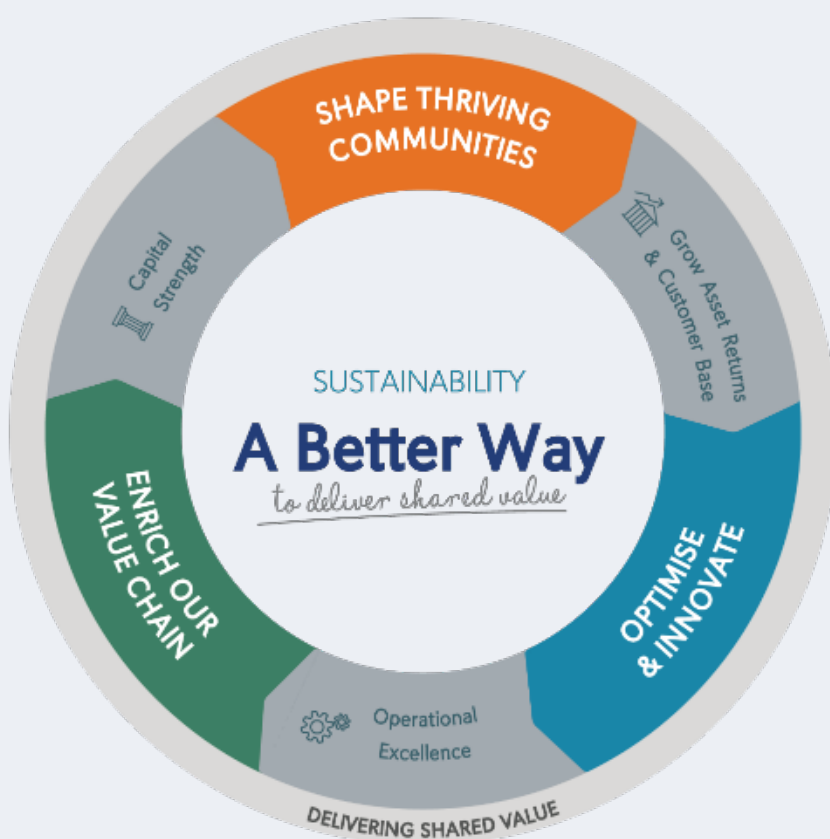 SHAPE THRIVING
COMMUNITIES
Grow Asset Returns
& Customer Base
OPTIMISE
& INNOVATE
Operational
Excellence
ENRICH OUR
VALUE CHAIN
Capital
Strength
SUSTAINABILITY
A Better Way
to deliver shared value
DELIVERING SHARED VALUE